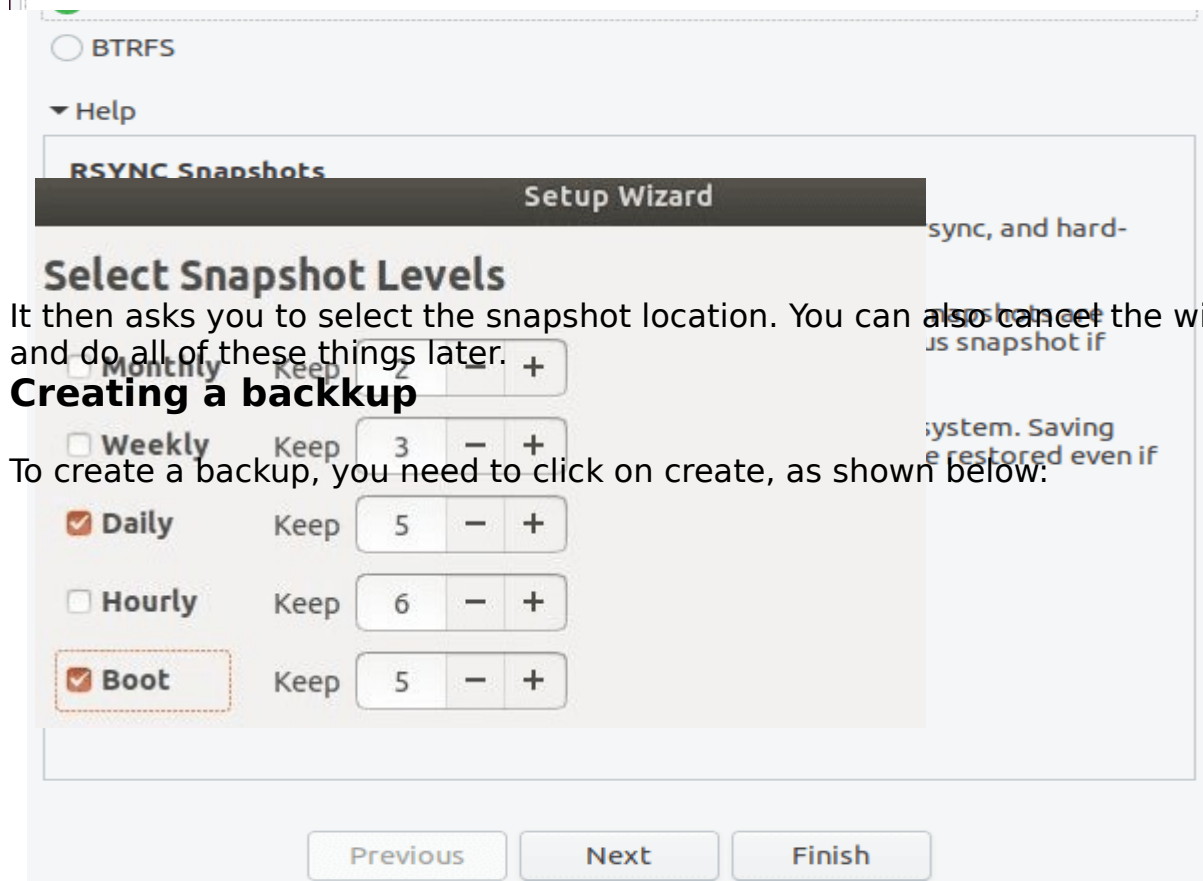 BTRFS
Help
RSYNC Snapshots
Setup Wizard
sync, and hard-
Select Snapshot Levels
It then asks you to select the snapshot location. You can also cancel the wi
napshots are
us snapshot if
and do all of these things later.
Monthly Keep 2 − +
Creating a backkup
system. Saving
Weekly Keep 3 − +
e restored even if
To create a backup, you need to click on create, as shown below:
Daily Keep 5 − +
Hourly Keep 6 − +
Boot Keep 5 − +
Previous Next Finish